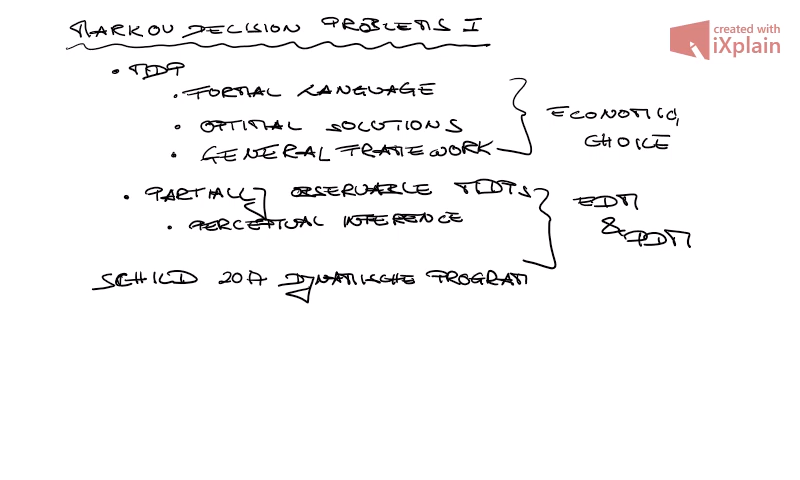 MARKOV DECISION PROBLEMS I
created with
iXplain
• MDP
• FORMAL LANGUAGE
• OPTIMAL SOLUTIONS
• GENERAL FRAMEWORK
ECONOMIC
CHOICE
• PARTIALLY OBSERVABLE MDPS
• PERCEPTUAL INFERENCE
EDM
& PDM
SCHILD 2017 DYNAMISCHE PROGRAM